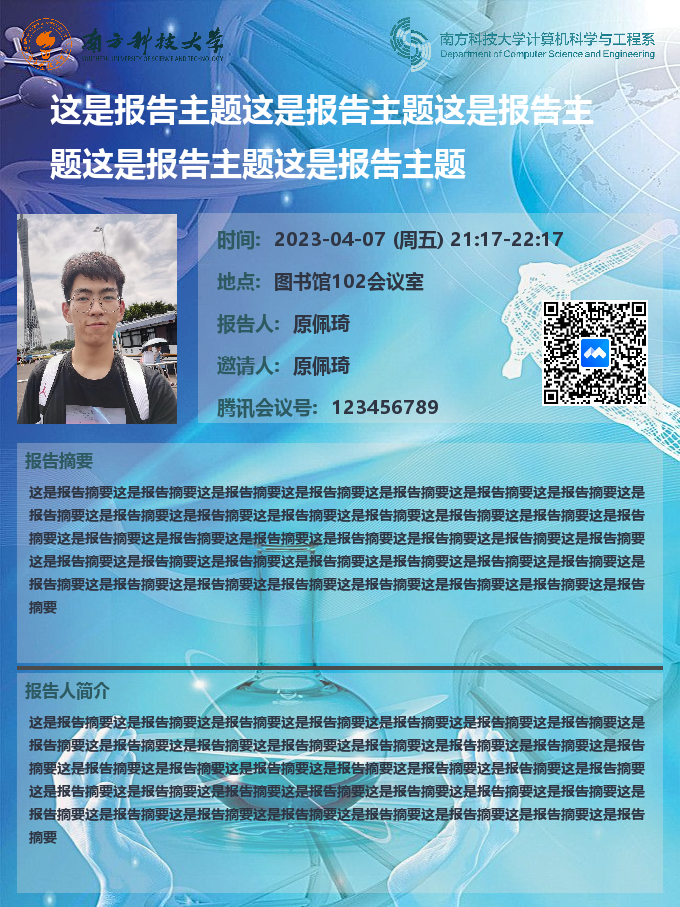 南方科技大学
SOUTHERN UNIVERSITY OF SCIENCE AND TECHNOLOGY
南方科技大学计算机科学与工程系
Department of Computer Science and Engineering
这是报告主题这是报告主题这是报告主
题这是报告主题这是报告主题
时间: 2023-04-07 (周五) 21:17-22:17
地点: 图书馆102会议室
报告人: 原佩琦
邀请人: 原佩琦
腾讯会议号: 123456789
报告摘要
这是报告摘要这是报告摘要这是报告摘要这是报告摘要这是报告摘要这是报告摘要这是报告摘要这是
报告摘要这是报告摘要这是报告摘要这是报告摘要这是报告摘要这是报告摘要这是报告摘要这是报告
摘要这是报告摘要这是报告摘要这是报告摘要这是报告摘要这是报告摘要这是报告摘要这是报告摘要
这是报告摘要这是报告摘要这是报告摘要这是报告摘要这是报告摘要这是报告摘要这是报告摘要这是
报告摘要这是报告摘要这是报告摘要这是报告摘要这是报告摘要这是报告摘要这是报告摘要这是报告
摘要
报告人简介
这是报告摘要这是报告摘要这是报告摘要这是报告摘要这是报告摘要这是报告摘要这是报告摘要这是
报告摘要这是报告摘要这是报告摘要这是报告摘要这是报告摘要这是报告摘要这是报告摘要这是报告
摘要这是报告摘要这是报告摘要这是报告摘要这是报告摘要这是报告摘要这是报告摘要这是报告摘要
这是报告摘要这是报告摘要这是报告摘要这是报告摘要这是报告摘要这是报告摘要这是报告摘要这是
报告摘要这是报告摘要这是报告摘要这是报告摘要这是报告摘要这是报告摘要这是报告摘要这是报告
摘要